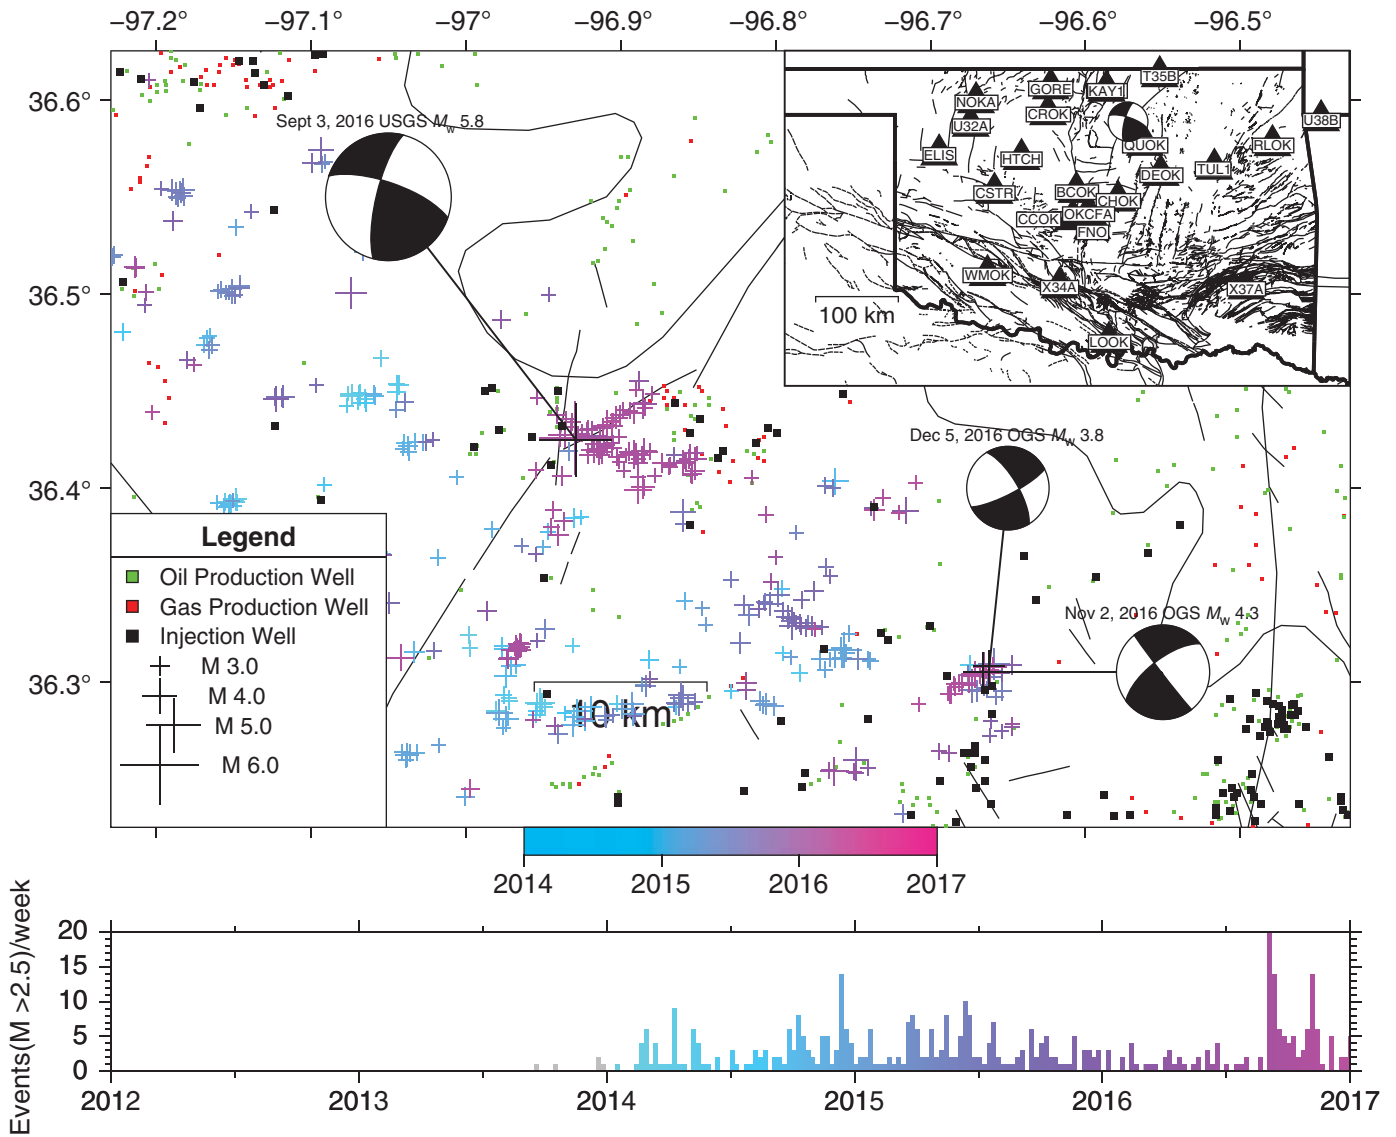 −97.2° −97.1° −97° −96.9° −96.8° −96.7° −96.6° −96.5°
36.6°
36.5°
36.4°
36.3°
Sept 3, 2016 USGS Mw 5.8
T35B
GORE
KAY1
NOKA
CROK
U38B
U32A
QUOK
RLOK
ELIS
HTCH
TUL1
DEOK
CSTR
BCOK
CHOK
OKCFA
CCOK
FNO
WMOK
X34A
X37A
100 km
LOOK
Dec 5, 2016 OGS Mw 3.8
Nov 2, 2016 OGS Mw 4.3
Legend
Oil Production Well
Gas Production Well
Injection Well
M 3.0
M 4.0
M 5.0
M 6.0
10 km
2014 2015 2016 2017
Events(M >2.5)/week
20
15
10
5
0
2012 2013 2014 2015 2016 2017